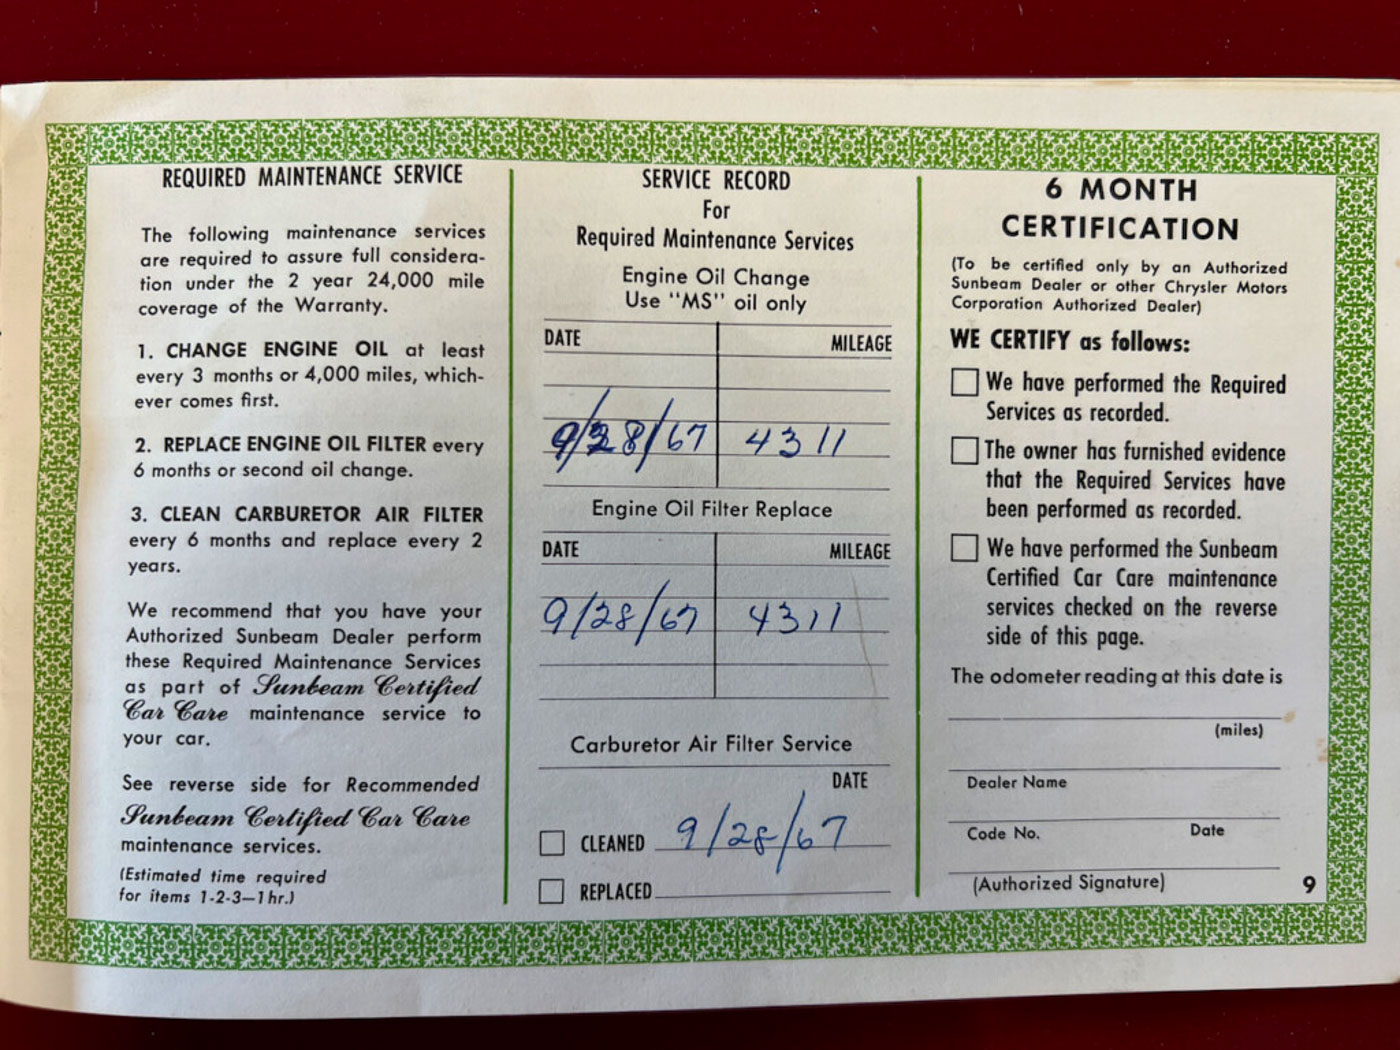 REQUIRED MAINTENANCE SERVICE
The following maintenance services
are required to assure full considera-
tion under the 2 year 24,000 mile
coverage of the Warranty.
1. CHANGE ENGINE OIL at least
every 3 months or 4,000 miles, which-
ever comes first.
2. REPLACE ENGINE OIL FILTER every
6 months or second oil change.
3. CLEAN CARBURETOR AIR FILTER
every 6 months and replace every 2
years.
We recommend that you have your
Authorized Sunbeam Dealer perform
these Required Maintenance Services
as part of Sunbeam Certified
Car Care maintenance service to
your car.
See reverse side for Recommended
Sunbeam Certified Car Care
maintenance services.
(Estimated time required
for items 1-2-3—1 hr.)
SERVICE RECORD
For
Required Maintenance Services
Engine Oil Change
Use "MS" oil only
DATE MILEAGE
9/28/67 4311
Engine Oil Filter Replace
DATE MILEAGE
9/28/67 4311
Carburetor Air Filter Service
DATE
CLEANED 9/28/67
REPLACED
6 MONTH
CERTIFICATION
(To be certified only by an Authorized
Sunbeam Dealer or other Chrysler Motors
Corporation Authorized Dealer)
WE CERTIFY as follows:
We have performed the Required
Services as recorded.
The owner has furnished evidence
that the Required Services have
been performed as recorded.
We have performed the Sunbeam
Certified Car Care maintenance
services checked on the reverse
side of this page.
The odometer reading at this date is
(miles)
Dealer Name
Code No. Date
(Authorized Signature)
9